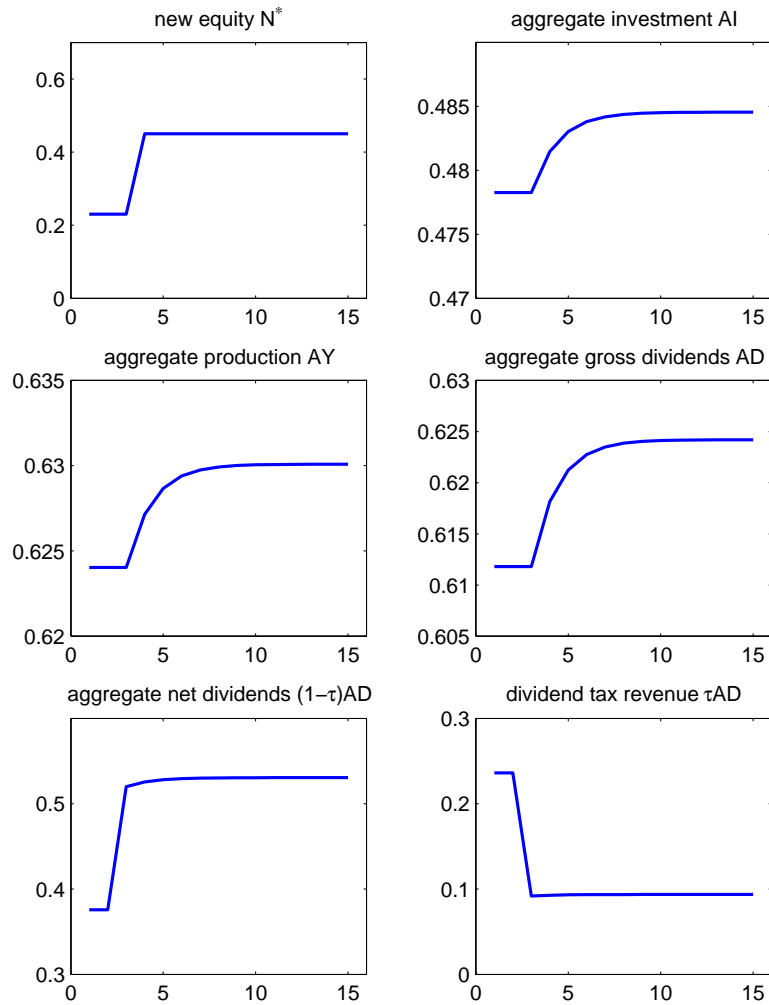 new equity N*
0.6
0.4
0.2
0
0 5 10 15
aggregate investment AI
0.485
0.48
0.475
0.47
0 5 10 15
aggregate production AY
0.635
0.63
0.625
0.62
0 5 10 15
aggregate gross dividends AD
0.63
0.625
0.62
0.615
0.61
0.605
0 5 10 15
aggregate net dividends (1−τ)AD
0.5
0.4
0.3
0 5 10 15
dividend tax revenue τAD
0.3
0.2
0.1
0
0 5 10 15